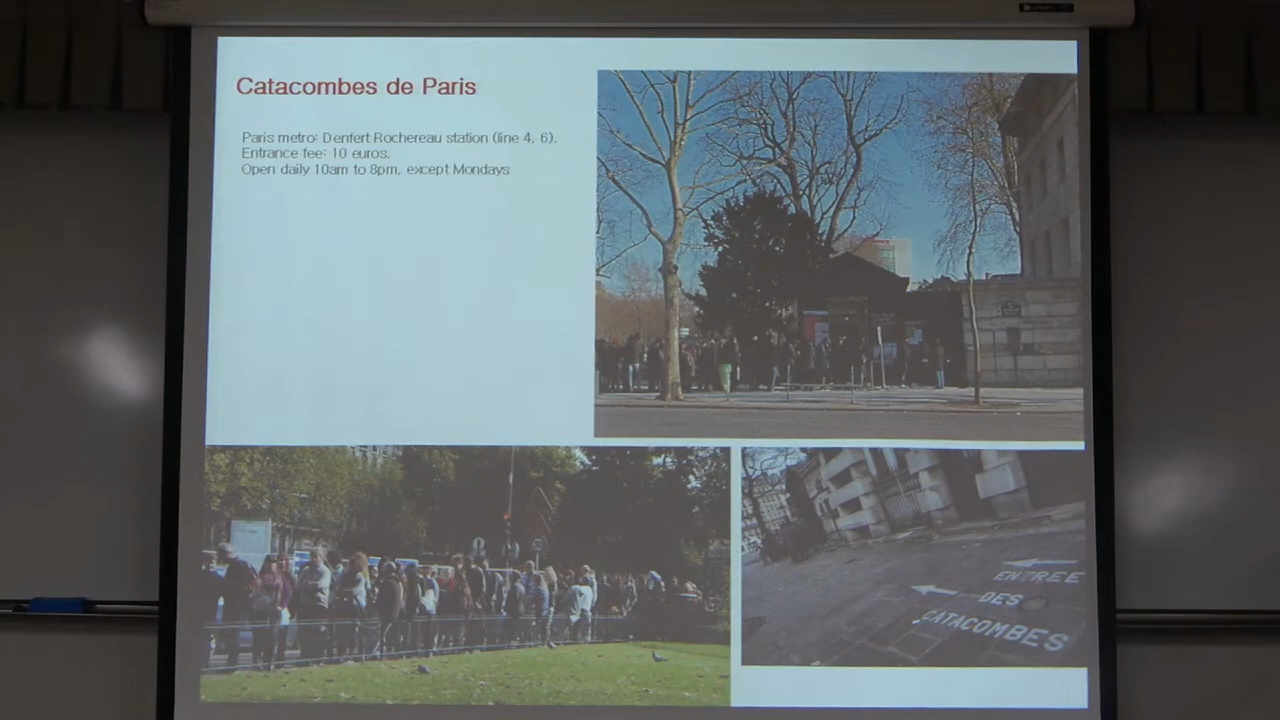 Catacombes de Paris
Paris metro: Denfert Rochereau station (line 4, 6).
Entrance fee: 10 euros.
Open daily 10am to 8pm, except Mondays
ENTREE
DES
CATACOMBES